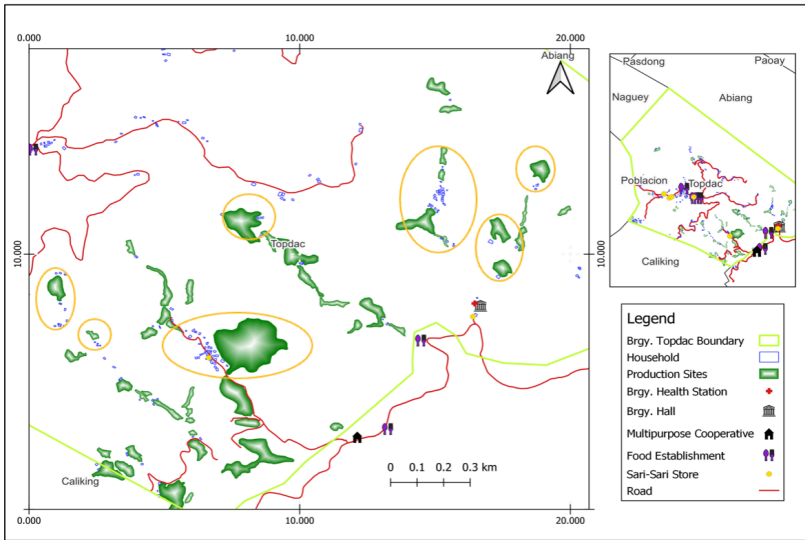 0.000
10.000
20.000
Abiang
Topdac
10.000
10.000
0 0.1 0.2 0.3 km
Caliking
0.000
10.000
20.000
Pasdong
Paoay
Naguey
Abiang
Poblacion
Topdac
Caliking
Legend
Brgy. Topdac Boundary
Household
Production Sites
Brgy. Health Station
Brgy. Hall
Multipurpose Cooperative
Food Establishment
Sari-Sari Store
Road